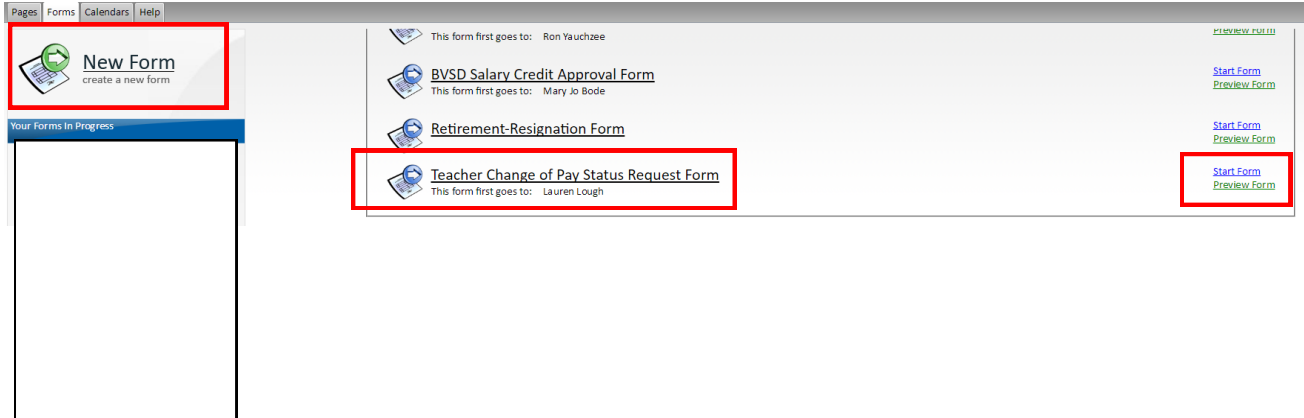 Pages Forms Calendars Help
New Form
create a new form
Your Forms In Progress
This form first goes to: Ron Yauchzee
Preview Form
BVSD Salary Credit Approval Form
This form first goes to: Mary Jo Bode
Start Form
Preview Form
Retirement-Resignation Form
Start Form
Preview Form
Teacher Change of Pay Status Request Form
This form first goes to: Lauren Lough
Start Form
Preview Form